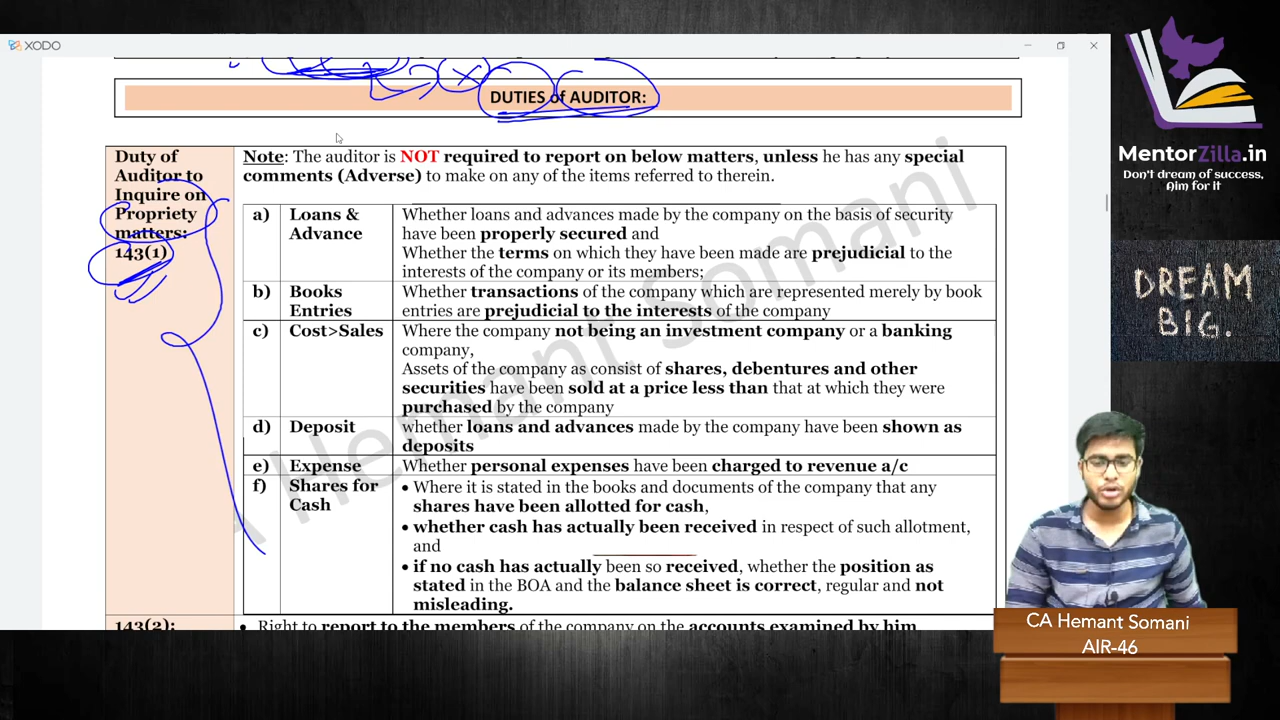 XODO
DUTIES of AUDITOR:
Duty of
Auditor to
Inquire on
Propriety
matters:
143(1)
Note: The auditor is NOT required to report on below matters, unless he has any special
comments (Adverse) to make on any of the items referred to therein.
a) Loans &
Advance
Whether loans and advances made by the company on the basis of security
have been properly secured and
Whether the terms on which they have been made are prejudicial to the
interests of the company or its members;
b) Books
Entries
Whether transactions of the company which are represented merely by book
entries are prejudicial to the interests of the company
c) Cost>Sales
Where the company not being an investment company or a banking
company,
Assets of the company as consist of shares, debentures and other
securities have been sold at a price less than that at which they were
purchased by the company
d) Deposit
whether loans and advances made by the company have been shown as
deposits
e) Expense
Whether personal expenses have been charged to revenue a/c
f) Shares for
Cash
• Where it is stated in the books and documents of the company that any
shares have been allotted for cash,
• whether cash has actually been received in respect of such allotment,
and
• if no cash has actually been so received, whether the position as
stated in the BOA and the balance sheet is correct, regular and not
misleading.
143(2):
• Right to report to the members of the company on the accounts examined by him
A Hemani Somani
MentorZilla.in
Don't dream of success,
Aim for it
DREAM
BIG.
CA Hemant Somani
AIR-46